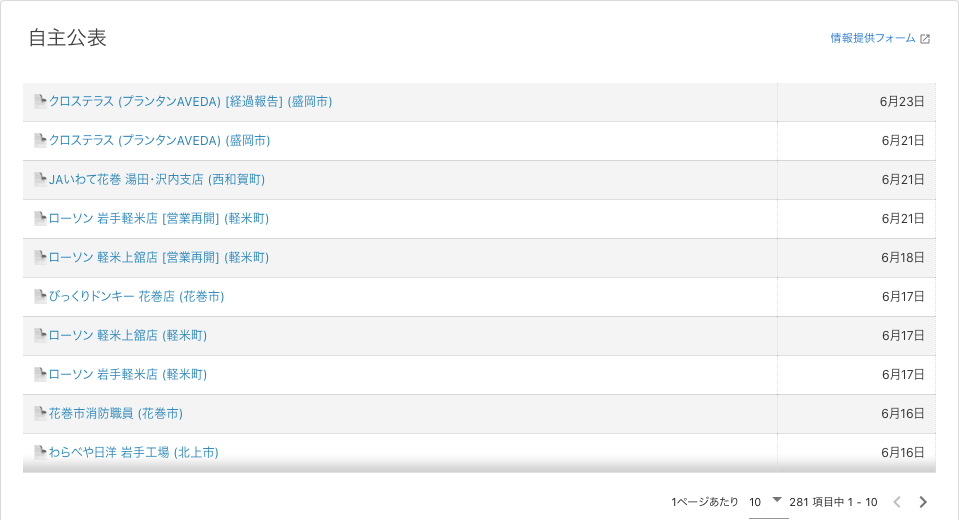 自主公表
情報提供フォーム
クロステラス (プランタンAVEDA) [経過報告] (盛岡市) 6月23日
クロステラス (プランタンAVEDA) (盛岡市) 6月21日
JAいわて花巻 湯田・沢内支店 (西和賀町) 6月21日
ローソン 岩手軽米店 [営業再開] (軽米町) 6月21日
ローソン 軽米上舘店 [営業再開] (軽米町) 6月18日
びっくりドンキー 花巻店 (花巻市) 6月17日
ローソン 軽米上舘店 (軽米町) 6月17日
ローソン 岩手軽米店 (軽米町) 6月17日
花巻市消防職員 (花巻市) 6月16日
わらべや日洋 岩手工場 (北上市) 6月16日
1ページあたり 10 281 項目中 1 - 10